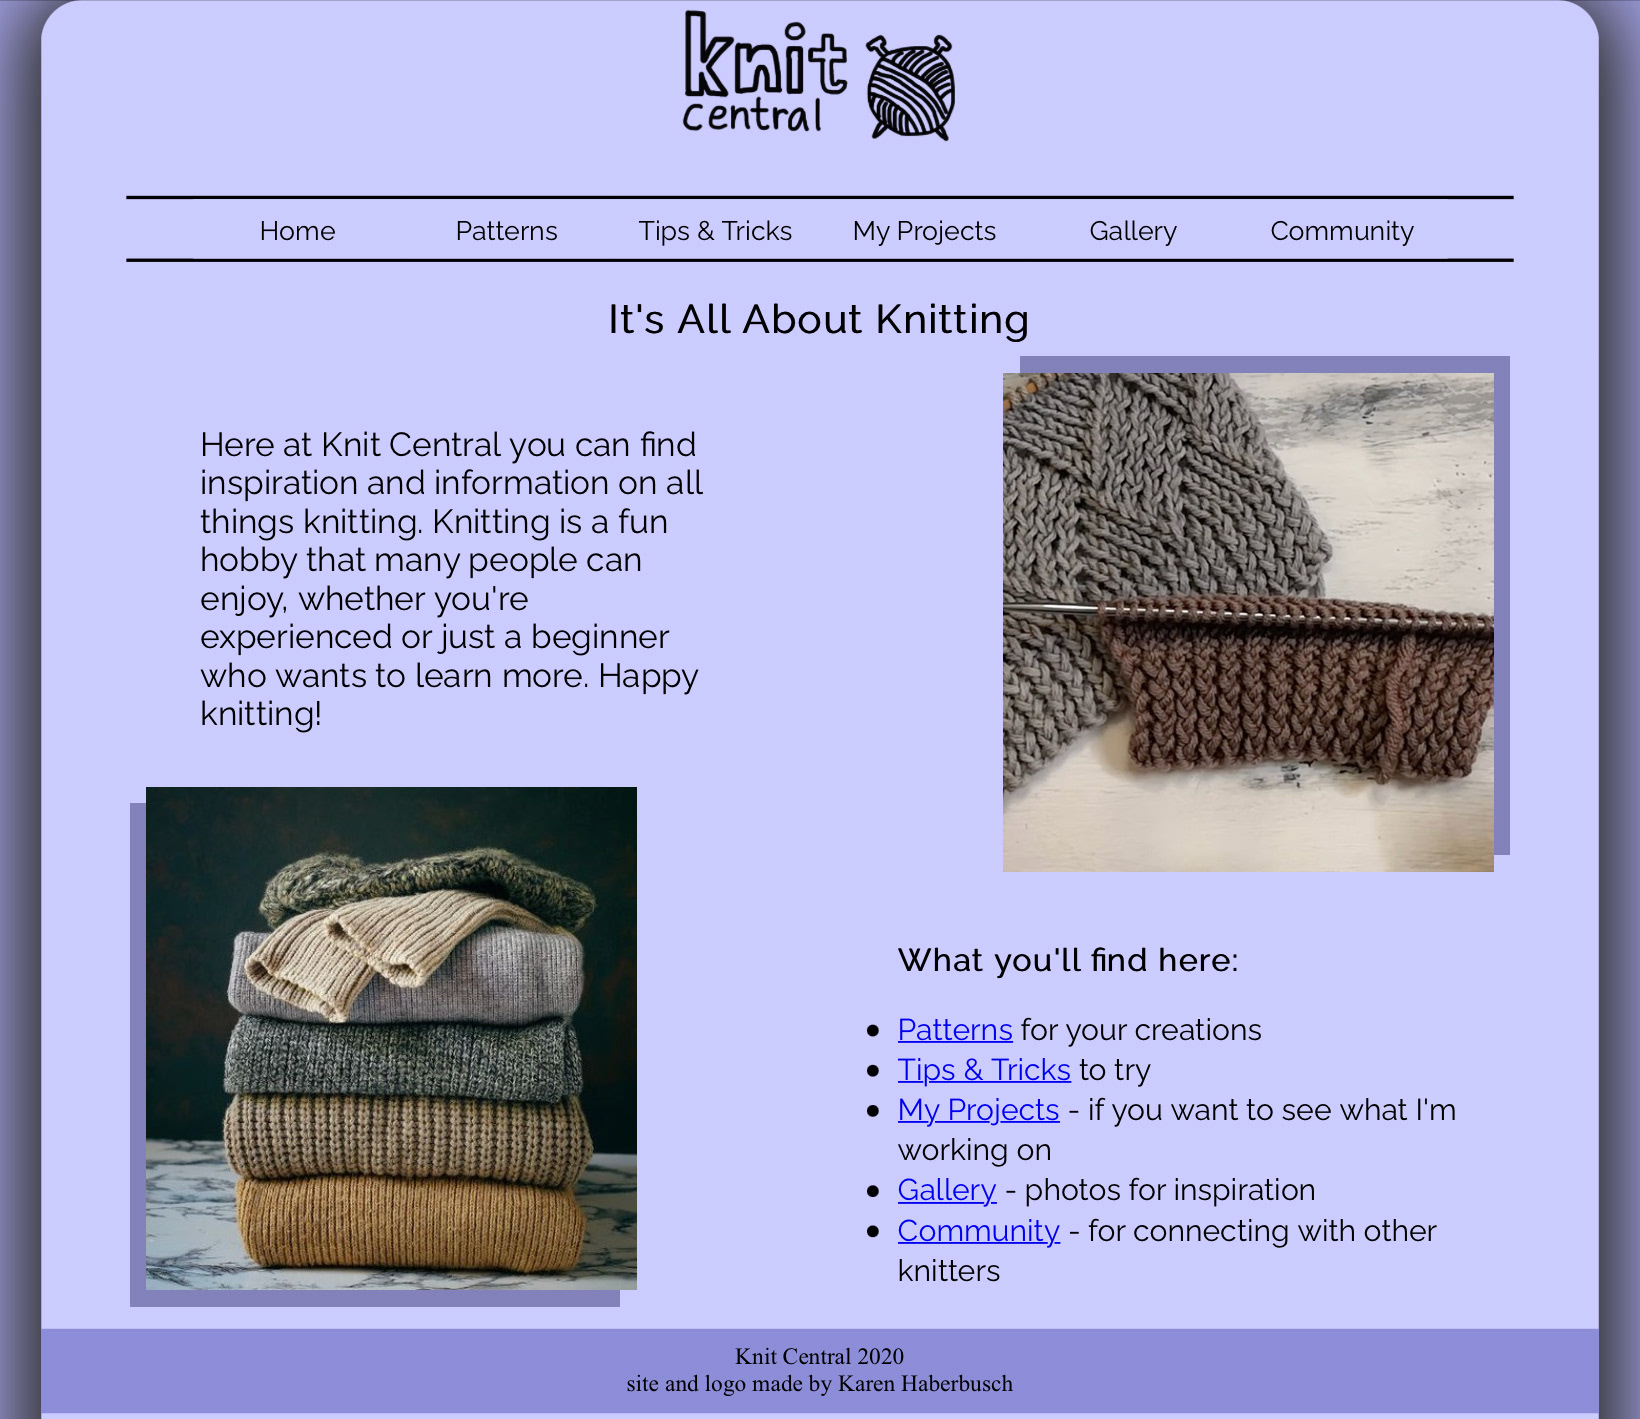 knit
central
Home Patterns Tips & Tricks My Projects Gallery Community
It's All About Knitting
Here at Knit Central you can find
inspiration and information on all
things knitting. Knitting is a fun
hobby that many people can
enjoy, whether you're
experienced or just a beginner
who wants to learn more. Happy
knitting!
What you'll find here:
• Patterns for your creations
• Tips & Tricks to try
• My Projects - if you want to see what I'm
working on
• Gallery - photos for inspiration
• Community - for connecting with other
knitters
Knit Central 2020
site and logo made by Karen Haberbusch